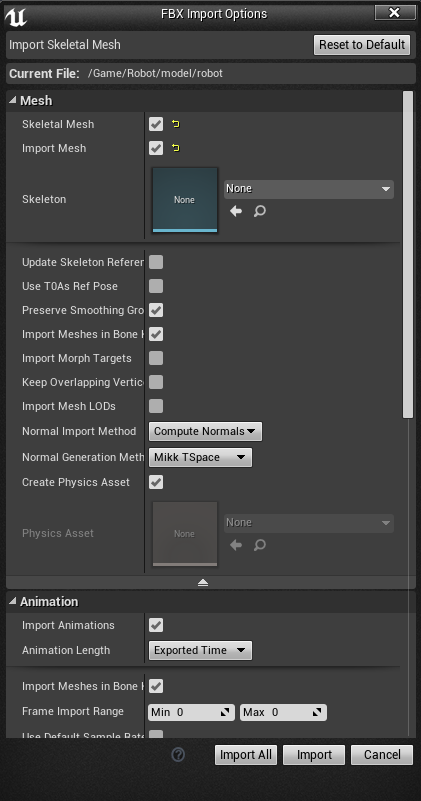 FBX Import Options
Import Skeletal Mesh
Reset to Default
Current File: /Game/Robot/model/robot
Mesh
Skeletal Mesh
Import Mesh
Skeleton
None
None
Update Skeleton Referen
Use T0As Ref Pose
Preserve Smoothing Gro
Import Meshes in Bone H
Import Morph Targets
Keep Overlapping Vertice
Import Mesh LODs
Normal Import Method Compute Normals
Normal Generation Meth Mikk TSpace
Create Physics Asset
Physics Asset
None
None
Animation
Import Animations
Animation Length Exported Time
Import Meshes in Bone H
Frame Import Range Min 0 Max 0
Use Default Sample Rate
Import All Import Cancel